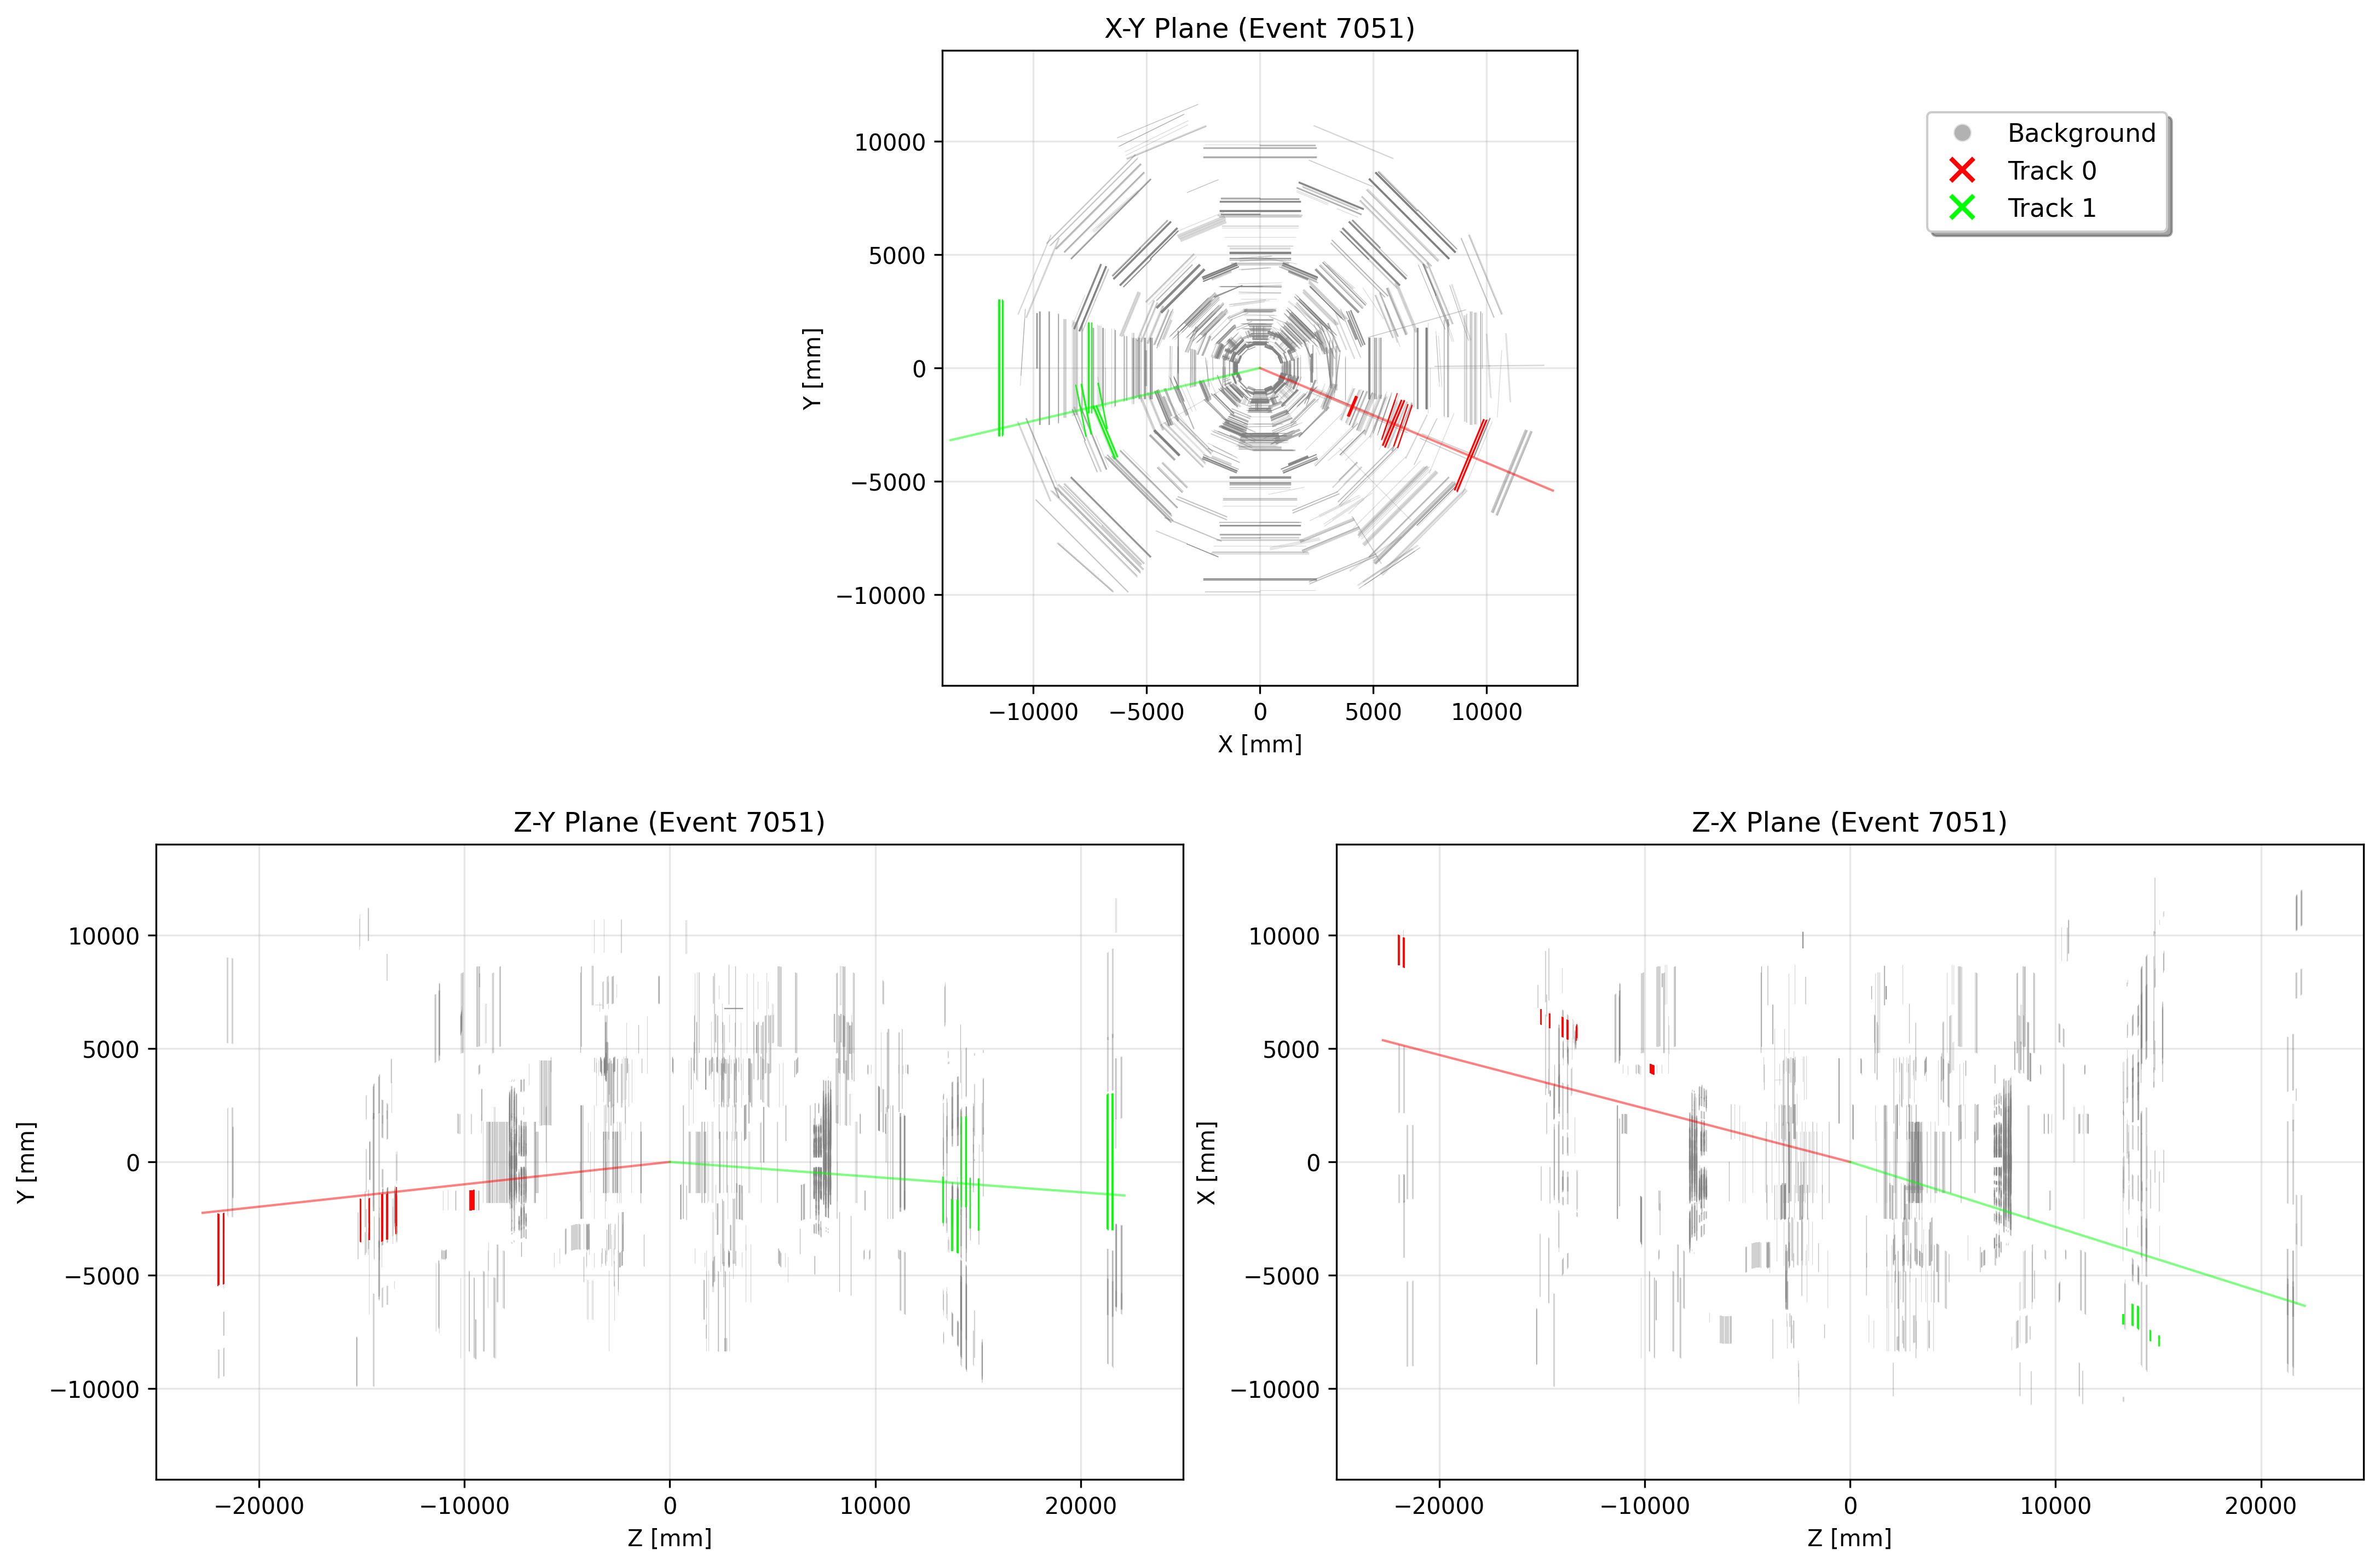 X-Y Plane (Event 7051)
Background
Track 0
Track 1
10000
5000
0
−5000
−10000
Y [mm]
−10000 −5000 0 5000 10000
X [mm]
Z-Y Plane (Event 7051)
10000
5000
0
−5000
−10000
Y [mm]
−20000 −10000 0 10000 20000
Z [mm]
Z-X Plane (Event 7051)
10000
5000
0
−5000
−10000
X [mm]
−20000 −10000 0 10000 20000
Z [mm]